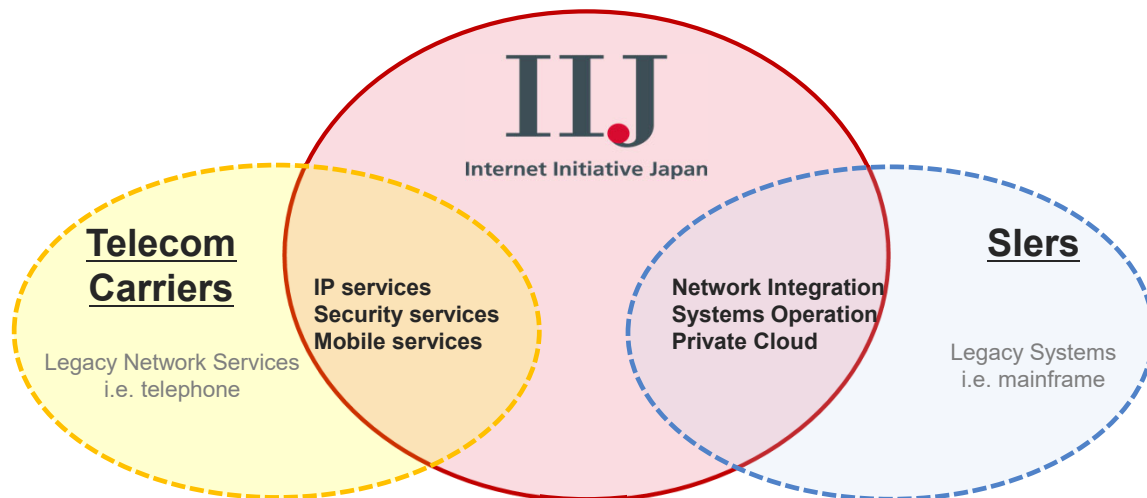 IIJ
Internet Initiative Japan
Telecom
Carriers
Legacy Network Services
i.e. telephone
IP services
Security services
Mobile services
Network Integration
Systems Operation
Private Cloud
SIers
Legacy Systems
i.e. mainframe